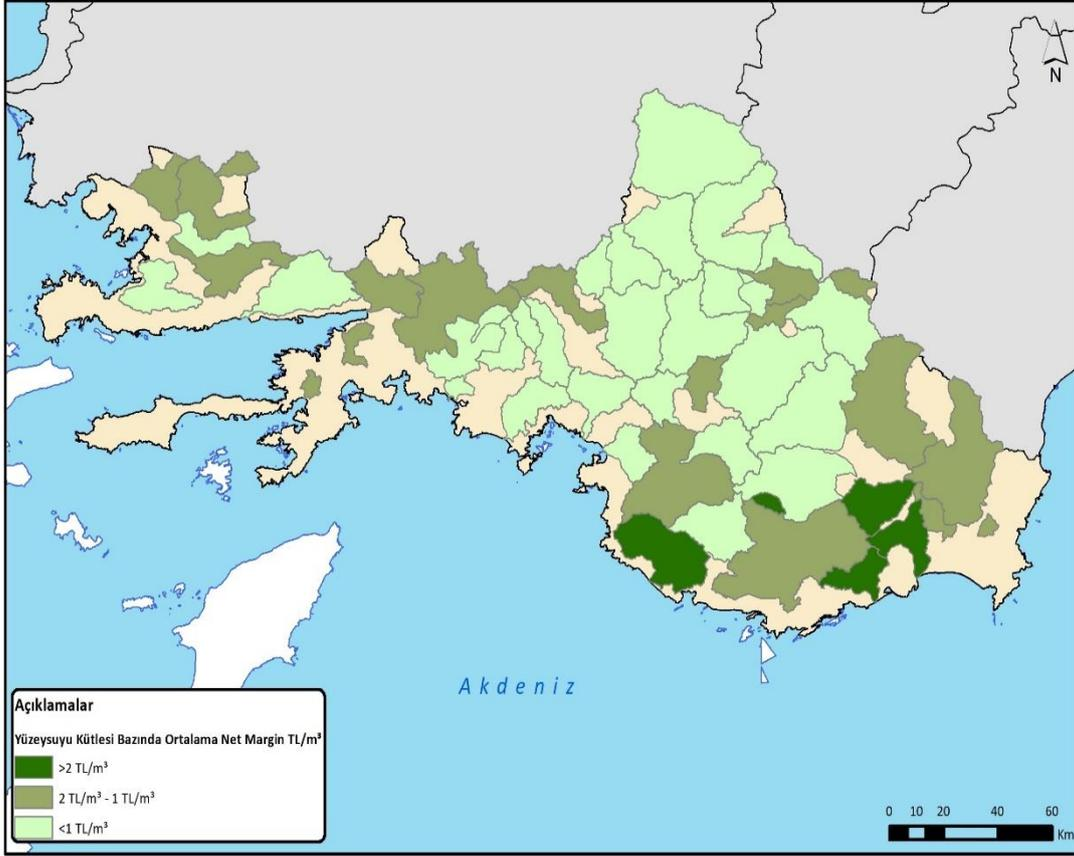 N
Akdeniz
Açıklamalar
Yüzeysuyu Kütlesi Bazında Ortalama Net Margin TL/m³
>2 TL/m³
2 TL/m³ - 1 TL/m³
<1 TL/m³
0 10 20 40 60
Km